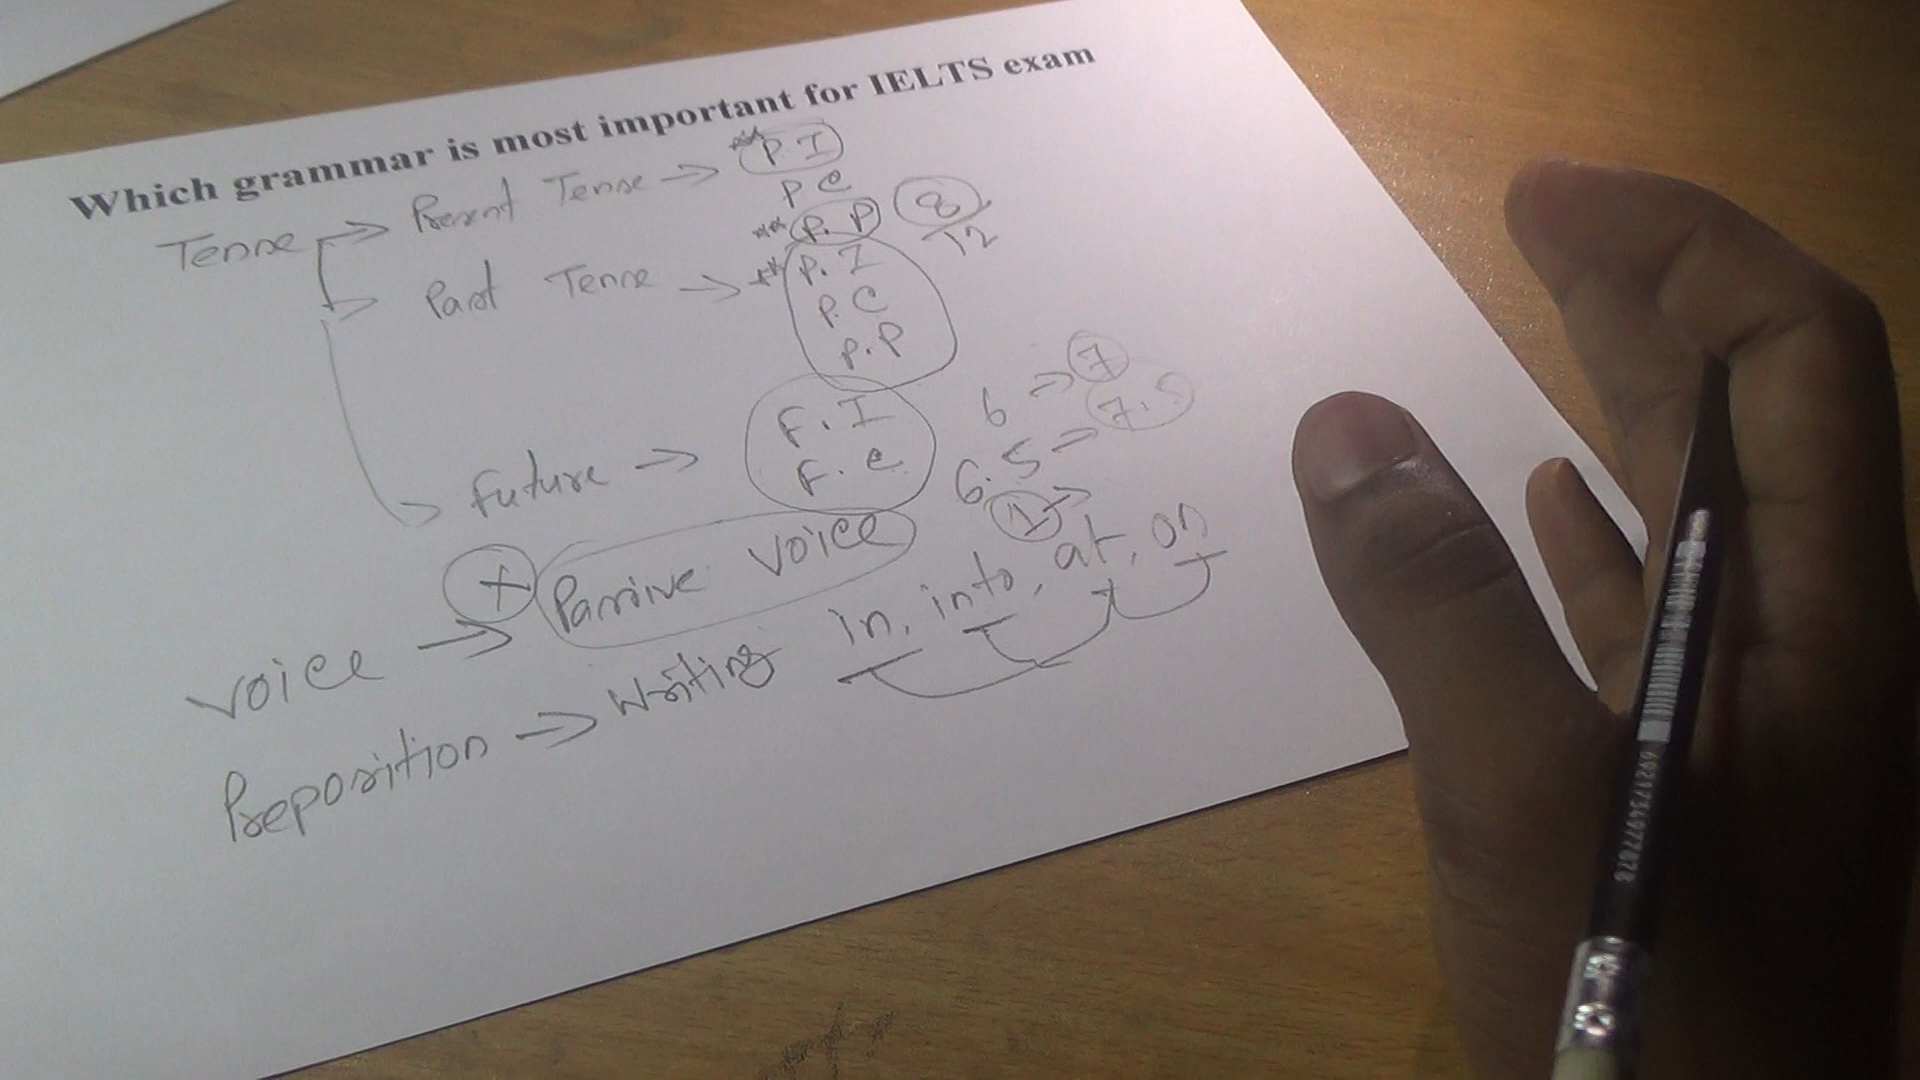 Which grammar is most important for IELTS exam
Tense → Present Tense → ** P.I
P C
** P.P 8/12
Past Tense → ** P.I
P.C
P.P
Future → F.I
F.C
6 → 7
6.5 → 7.5
1 →
Voice → + Passive Voice
Preposition → Writing in, into, at, on
6921734977873